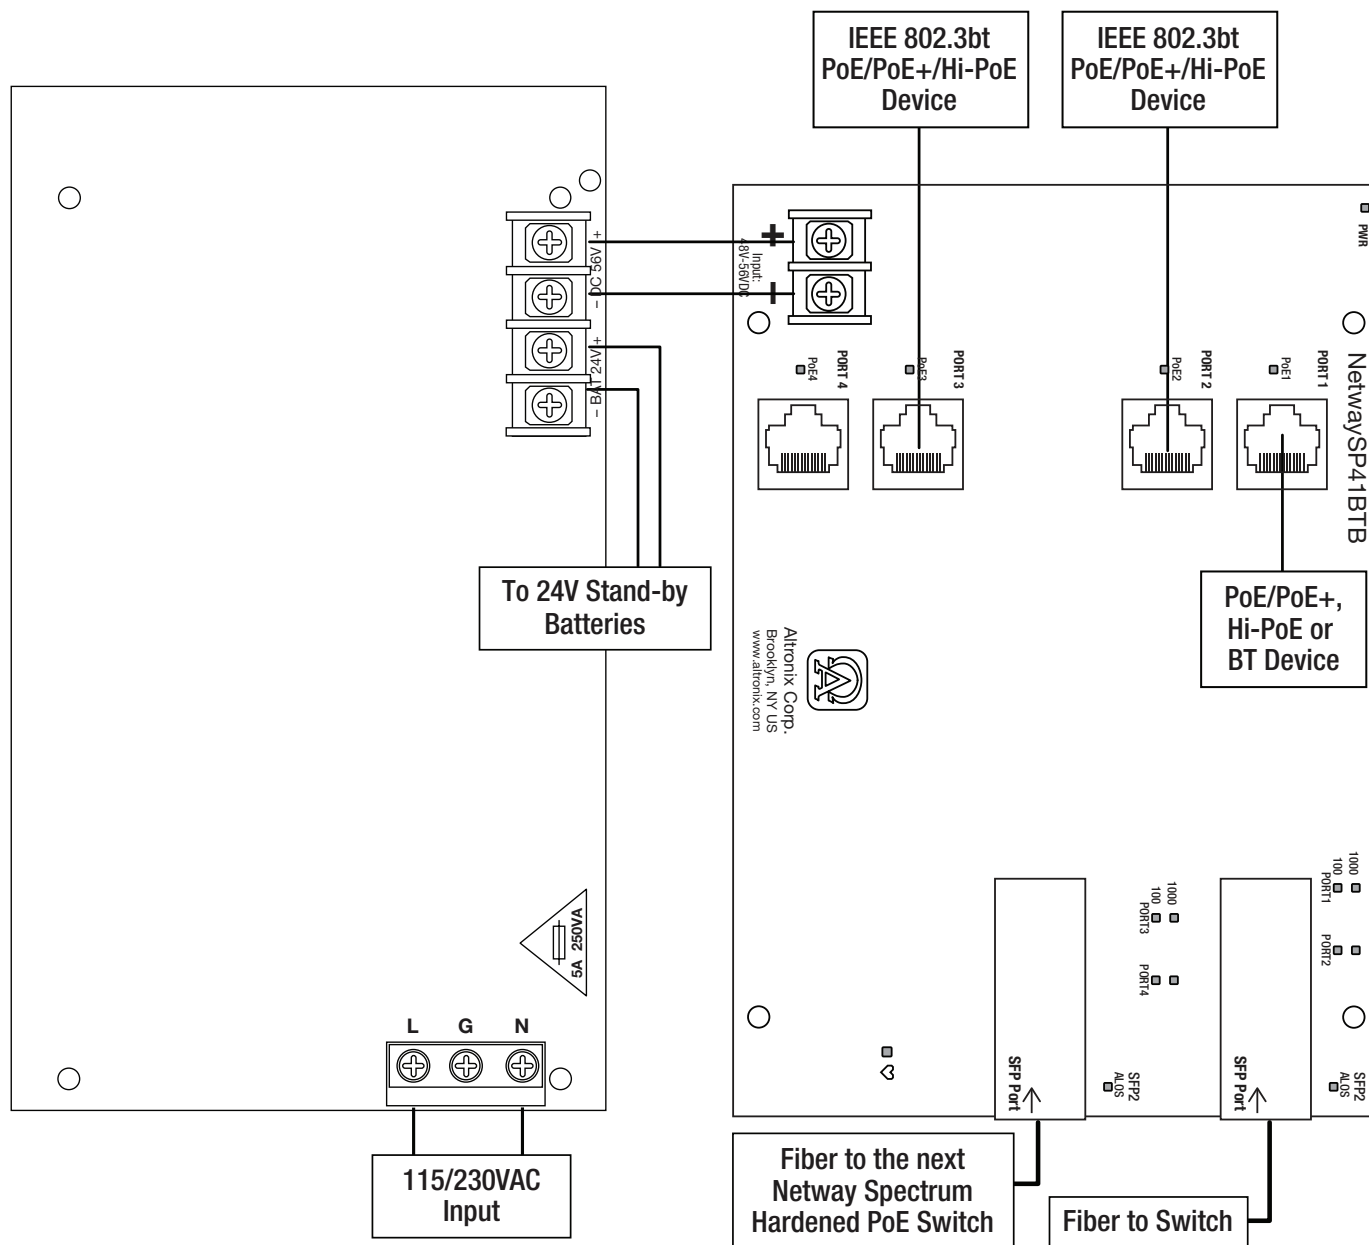 IEEE 802.3bt
PoE/PoE+/Hi-PoE
Device
IEEE 802.3bt
PoE/PoE+/Hi-PoE
Device
– DC 56V +
– BAT 24V +
+
–
Input:
48V-56VDC
PWR
PoE4
PORT 4
PoE3
PORT 3
PoE2
PORT 2
PoE1
PORT 1
NetwaySP41BTB
To 24V Stand-by
Batteries
PoE/PoE+,
Hi-PoE or
BT Device
Altronix Corp.
Brooklyn, NY US
www.altronix.com
5A 250VA
L G N
115/230VAC
Input
1000
100
PORT3
PORT4
1000
100
PORT1
PORT2
SFP Port
SFP2
ALOS
SFP Port
SFP2
ALOS
Fiber to the next
Netway Spectrum
Hardened PoE Switch
Fiber to Switch